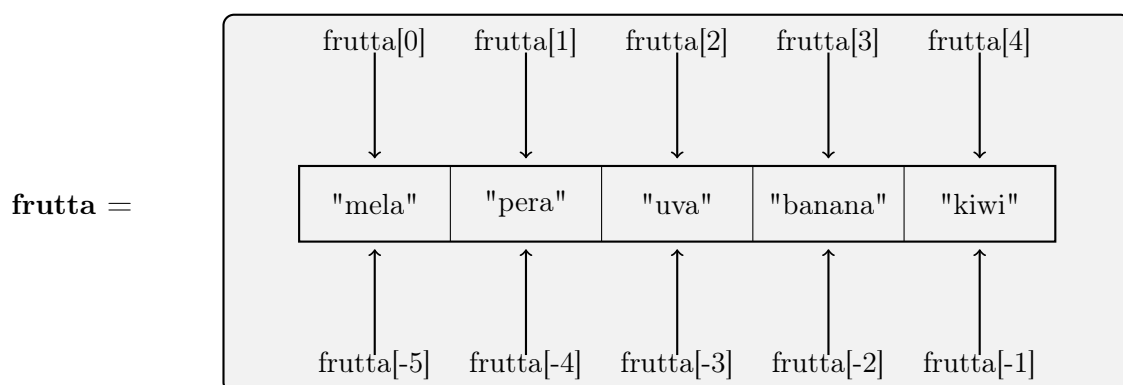 frutta[0] frutta[1] frutta[2] frutta[3] frutta[4]
frutta = "mela" "pera" "uva" "banana" "kiwi"
frutta[-5] frutta[-4] frutta[-3] frutta[-2] frutta[-1]